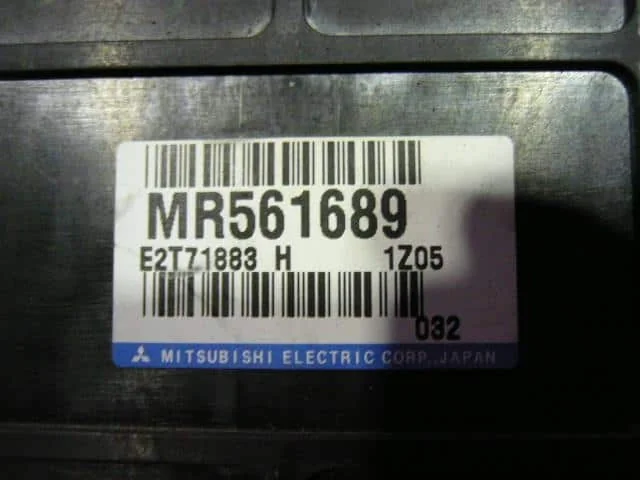 MR561689
E2T71883 H 1Z05
032
MITSUBISHI ELECTRIC CORP., JAPAN